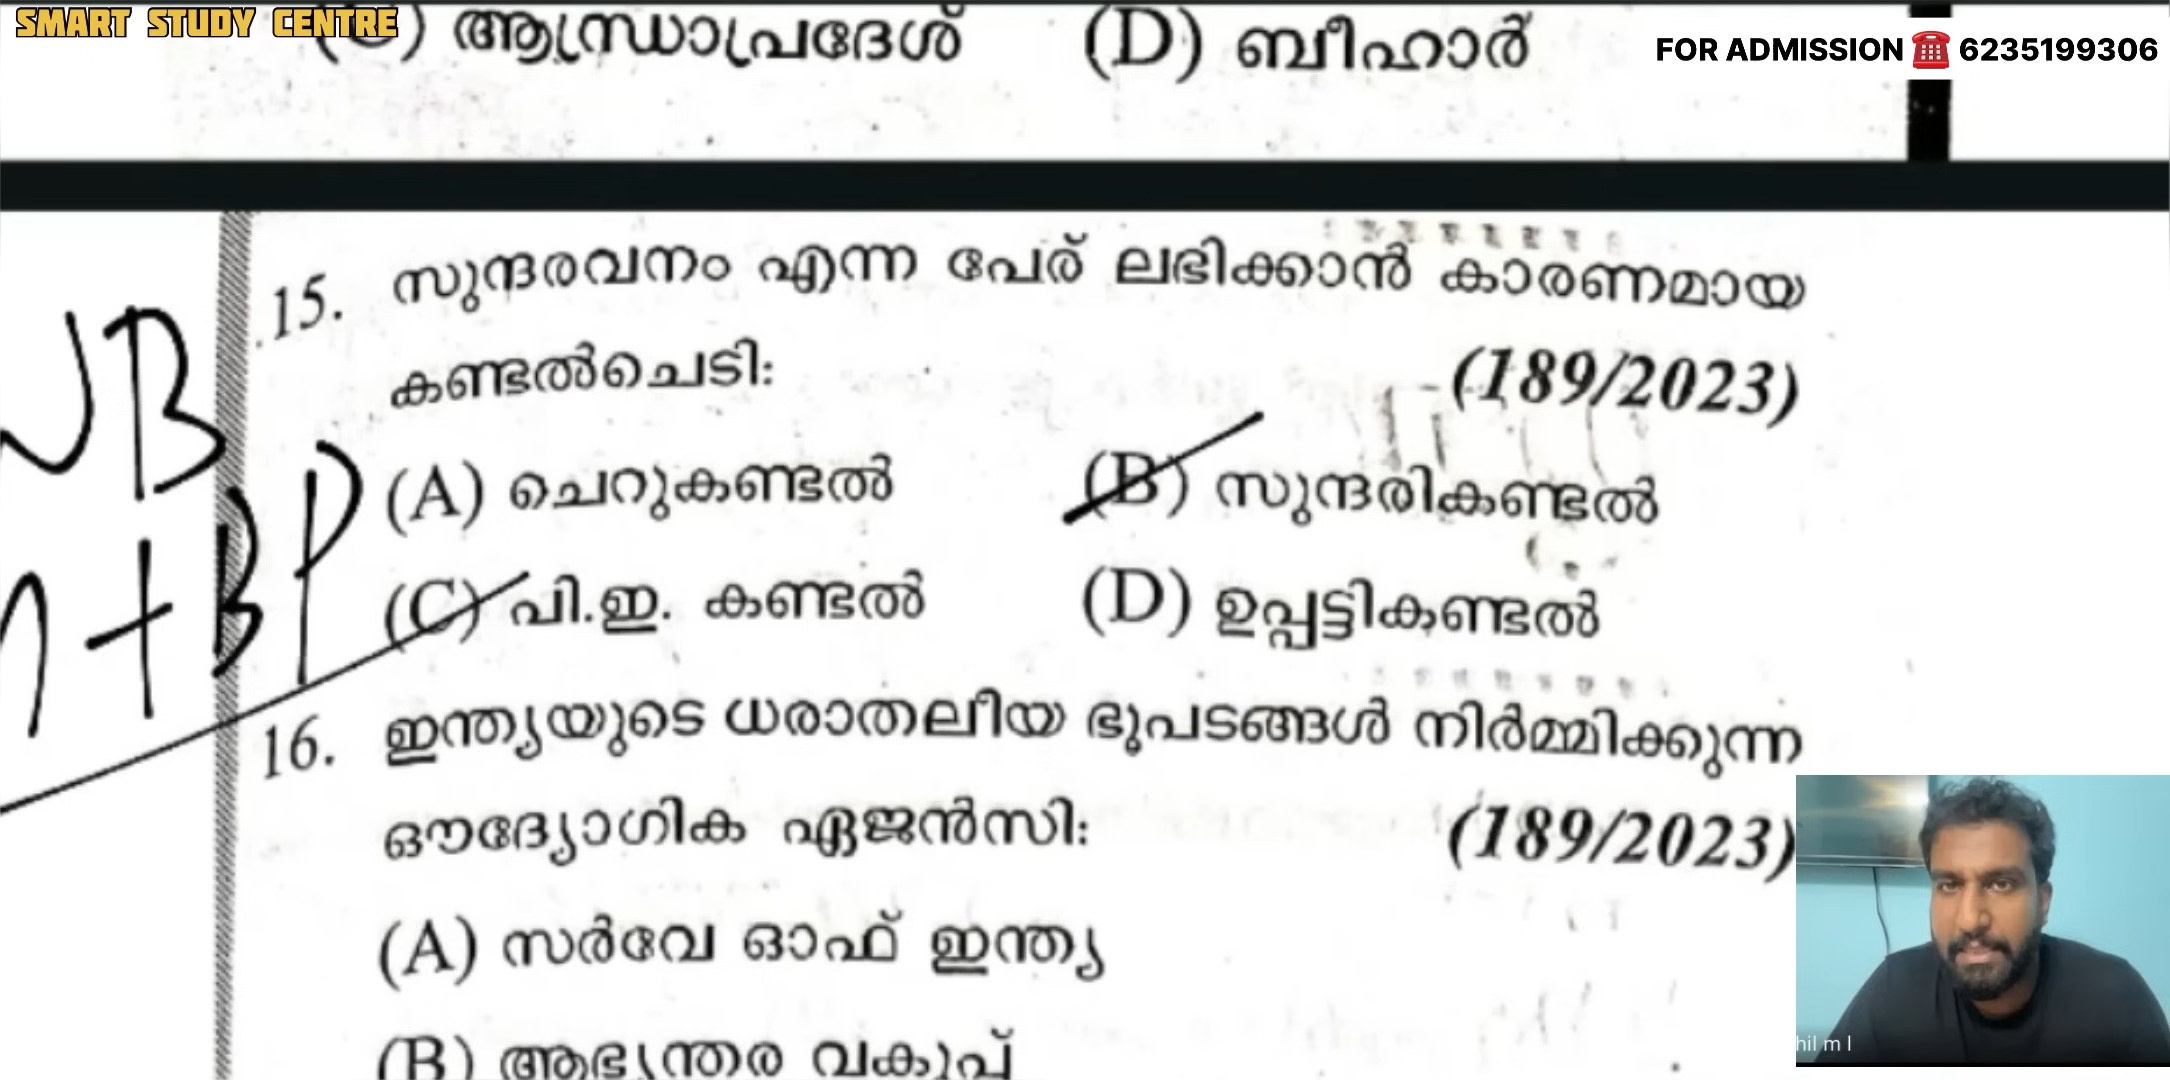 SMART STUDY CENTRE
FOR ADMISSION ☎ 6235199306
(C) ആന്ധ്രാപ്രദേശ് (D) ബീഹാർ
15. സുന്ദരവനം എന്ന പേര് ലഭിക്കാൻ കാരണമായ
കണ്ടൽചെടി: (189/2023)
(A) ചെറുകണ്ടൽ (B) സുന്ദരികണ്ടൽ
(C) പി.ഇ. കണ്ടൽ (D) ഉപ്പട്ടികണ്ടൽ
16. ഇന്ത്യയുടെ ധരാതലീയ ഭൂപടങ്ങൾ നിർമ്മിക്കുന്ന
ഔദ്യോഗിക ഏജൻസി: (189/2023)
(A) സർവേ ഓഫ് ഇന്ത്യ
(B) ആഭ്യന്തര വകുപ്പ്
BP
hil m l